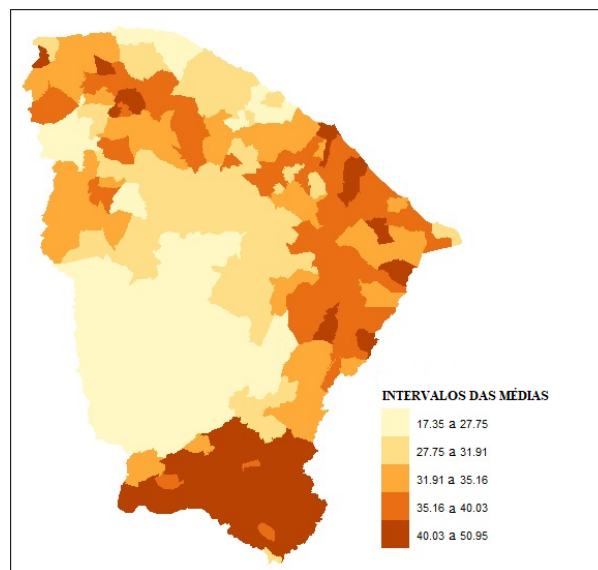 INTERVALOS DAS MÉDIAS
17.35 a 27.75
27.75 a 31.91
31.91 a 35.16
35.16 a 40.03
40.03 a 50.95